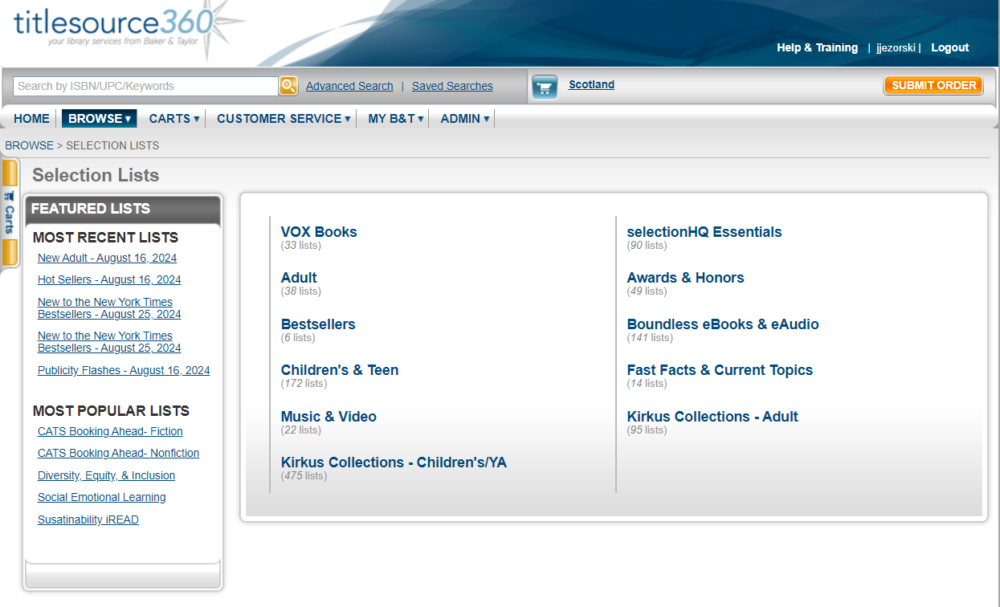 titlesource360
your library services from Baker & Taylor
Help & Training | jjezorski | Logout
Search by ISBN/UPC/Keywords
Advanced Search | Saved Searches
Scotland
SUBMIT ORDER
HOME BROWSE ▾ CARTS ▾ CUSTOMER SERVICE ▾ MY B&T ▾ ADMIN ▾
BROWSE > SELECTION LISTS
Carts
Selection Lists
FEATURED LISTS
MOST RECENT LISTS
New Adult - August 16, 2024
Hot Sellers - August 16, 2024
New to the New York Times
Bestsellers - August 25, 2024
New to the New York Times
Bestsellers - August 25, 2024
Publicity Flashes - August 16, 2024
MOST POPULAR LISTS
CATS Booking Ahead- Fiction
CATS Booking Ahead- Nonfiction
Diversity, Equity, & Inclusion
Social Emotional Learning
Susatinability iREAD
VOX Books
(33 lists)
Adult
(38 lists)
Bestsellers
(6 lists)
Children's & Teen
(172 lists)
Music & Video
(22 lists)
Kirkus Collections - Children's/YA
(475 lists)
selectionHQ Essentials
(90 lists)
Awards & Honors
(49 lists)
Boundless eBooks & eAudio
(141 lists)
Fast Facts & Current Topics
(14 lists)
Kirkus Collections - Adult
(95 lists)